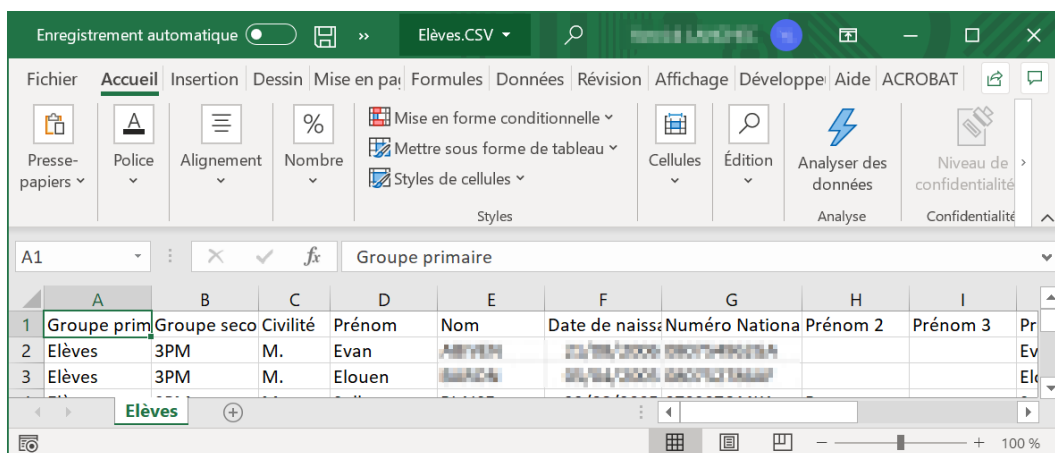 Enregistrement automatique » Elèves.CSV
Fichier Accueil Insertion Dessin Mise en pa Formules Données Révision Affichage Développe Aide ACROBAT
Presse-papiers Police Alignement Nombre % Mise en forme conditionnelle Mettre sous forme de tableau Styles de cellules Cellules Édition Analyser des données Niveau de confidentialité
Styles Analyse Confidentialité
A1 fx Groupe primaire
A B C D E F G H I
1 Groupe prim Groupe seco Civilité Prénom Nom Date de naissa Numéro Nationa Prénom 2 Prénom 3 Pr
2 Elèves 3PM M. Evan Ev
3 Elèves 3PM M. Elouen Elo
Elèves
100 %